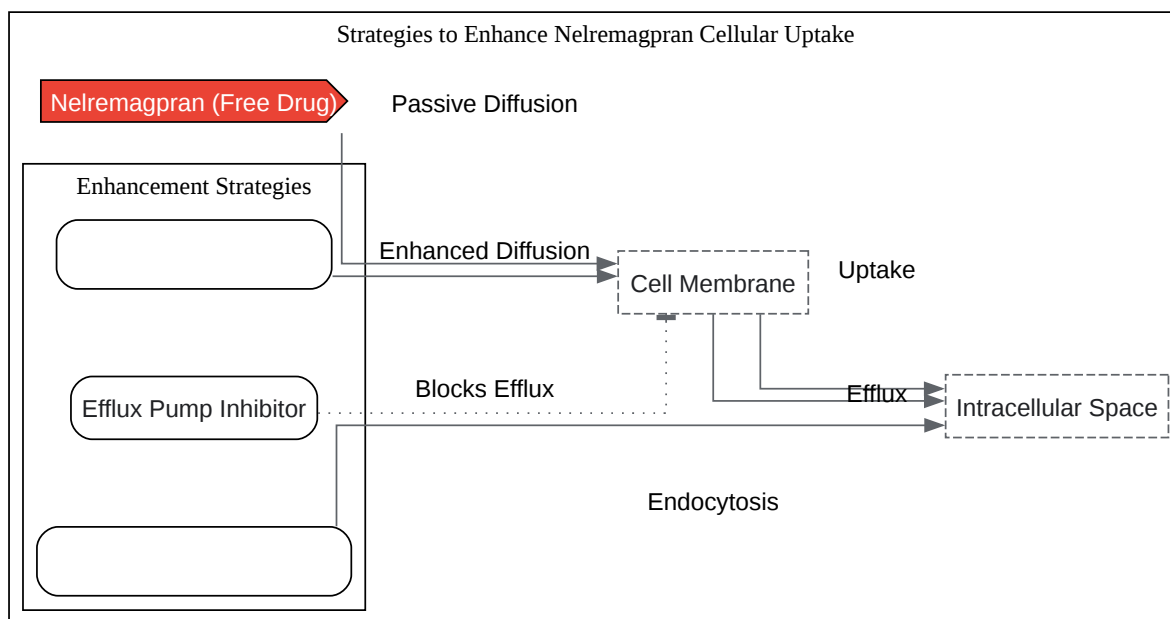 Strategies to Enhance Nelremagpran Cellular Uptake
Nelremagpran (Free Drug)
Passive Diffusion
Enhancement Strategies
Enhanced Diffusion
Cell Membrane
Uptake
Efflux Pump Inhibitor
Blocks Efflux
Efflux
Intracellular Space
Endocytosis